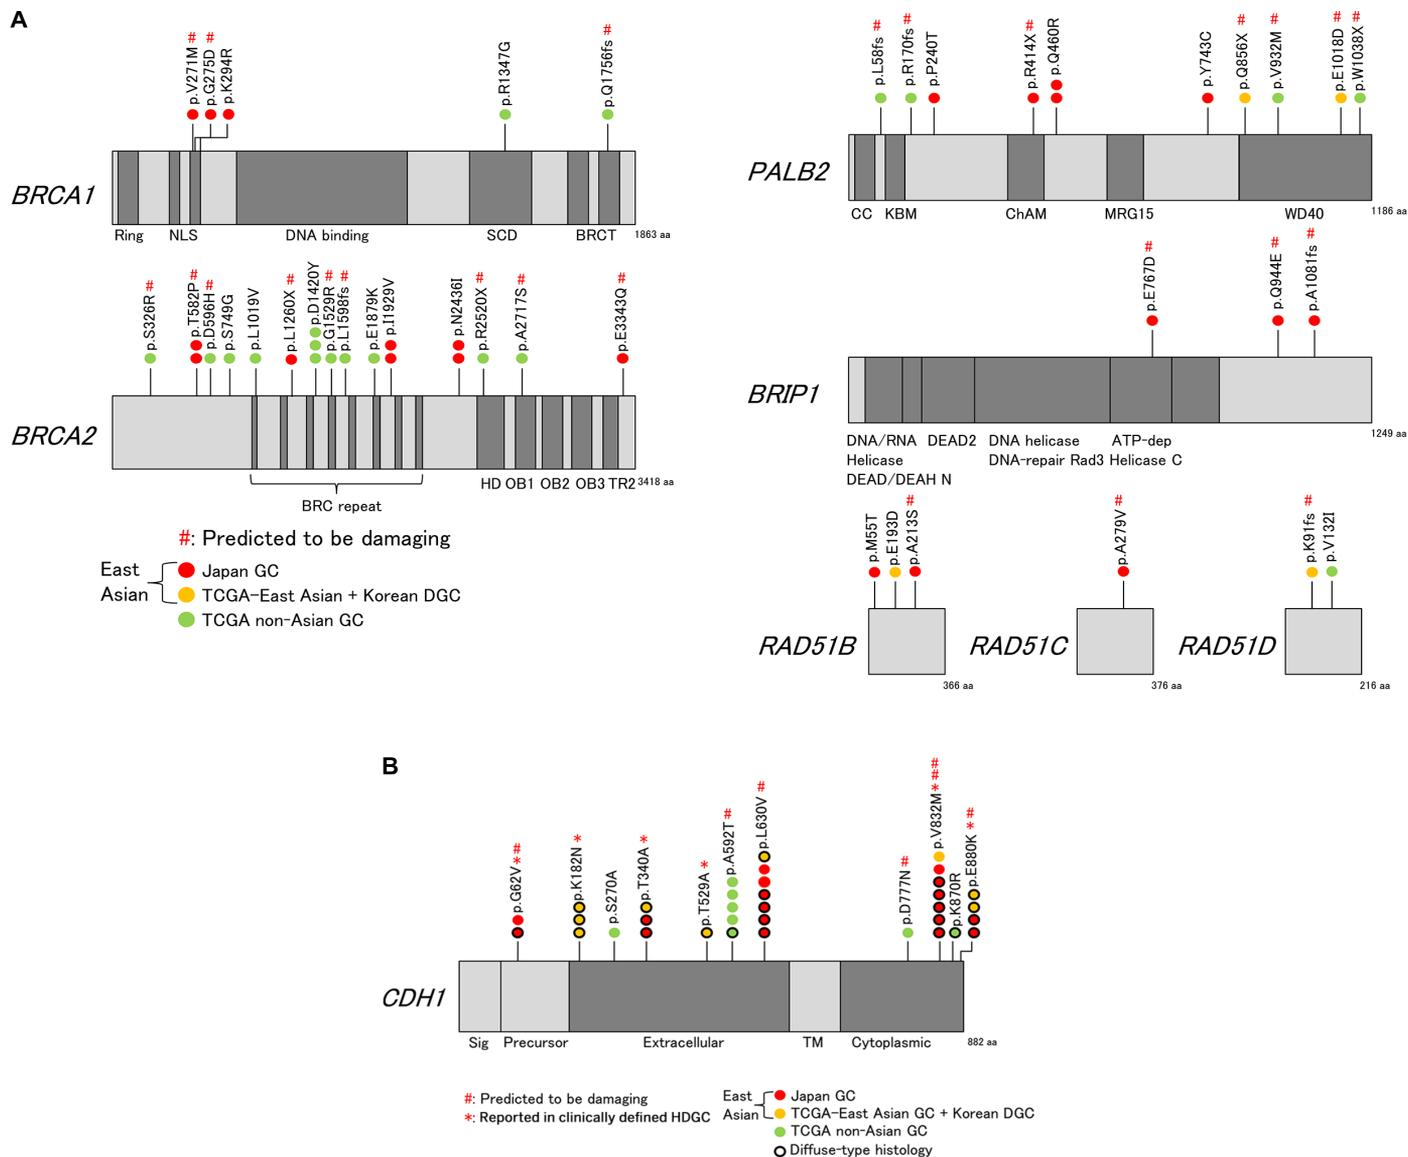 A
p.V271M #
p.G275D #
p.K294R
p.R1347G
p.Q1756fs #
BRCA1
Ring NLS DNA binding SCD BRCT 1863 aa
p.S326R #
p.T582P #
p.D596H #
p.S749G
p.L1019V
p.L1260X #
p.D1420Y
p.G1529R #
p.L1598fs #
p.E1879K
p.I1929V
p.N2436I
p.R2520X #
p.A2717S #
p.E3343Q #
BRCA2
HD OB1 OB2 OB3 TR2 3418 aa
BRC repeat
#: Predicted to be damaging
East Asian
Japan GC
TCGA-East Asian + Korean DGC
TCGA non-Asian GC
p.L58fs #
p.R170fs #
p.P240T
p.R414X #
p.Q460R
p.Y743C
p.Q856X #
p.V932M #
p.E1018D #
p.W1038X #
PALB2
CC KBM ChAM MRG15 WD40 1186 aa
p.E767D #
p.Q944E #
p.A1081fs #
BRIP1
1249 aa
DNA/RNA DEAD2 DNA helicase ATP-dep
Helicase DNA-repair Rad3 Helicase C
DEAD/DEAH N
p.M55T
p.E193D
p.A213S #
RAD51B
366 aa
p.A279V #
RAD51C
376 aa
p.K91fs #
p.V132I
RAD51D
216 aa
B
p.G62V * #
p.K182N *
p.S270A
p.T340A *
p.T529A *
p.A592T #
p.L630V #
p.D777N #
p.V832M * # #
p.K870R
p.E880K * #
CDH1
Sig Precursor Extracellular TM Cytoplasmic 882 aa
#: Predicted to be damaging
*: Reported in clinically defined HDGC
East Asian
Japan GC
TCGA-East Asian GC + Korean DGC
TCGA non-Asian GC
Diffuse-type histology